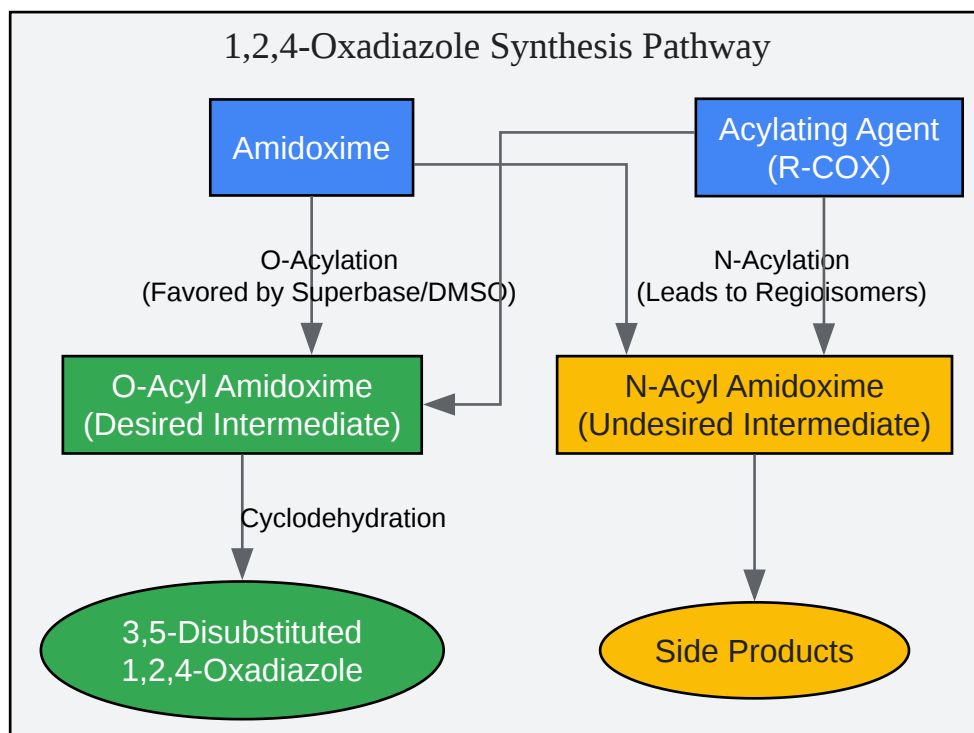 1,2,4-Oxadiazole Synthesis Pathway
Amidoxime
Acylating Agent
(R-COX)
O-Acylation
(Favored by Superbase/DMSO)
N-Acylation
(Leads to Regioisomers)
O-Acyl Amidoxime
(Desired Intermediate)
N-Acyl Amidoxime
(Undesired Intermediate)
Cyclodehydration
3,5-Disubstituted
1,2,4-Oxadiazole
Side Products